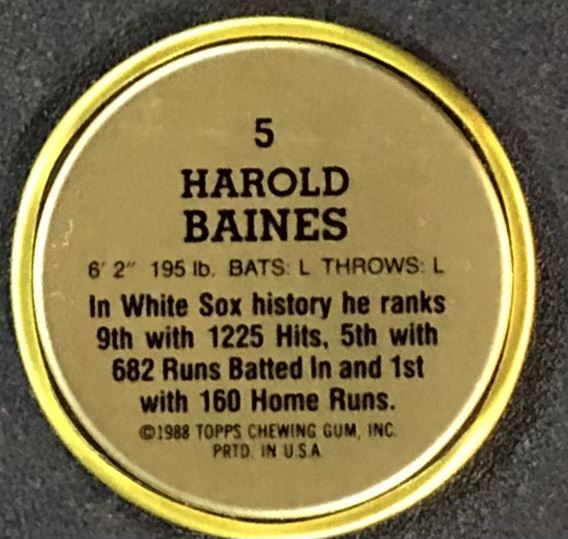 5
HAROLD
BAINES
6' 2" 195 lb. BATS: L THROWS: L
In White Sox history he ranks
9th with 1225 Hits, 5th with
682 Runs Batted In and 1st
with 160 Home Runs.
©1988 TOPPS CHEWING GUM, INC.
PRTD. IN U.S.A.